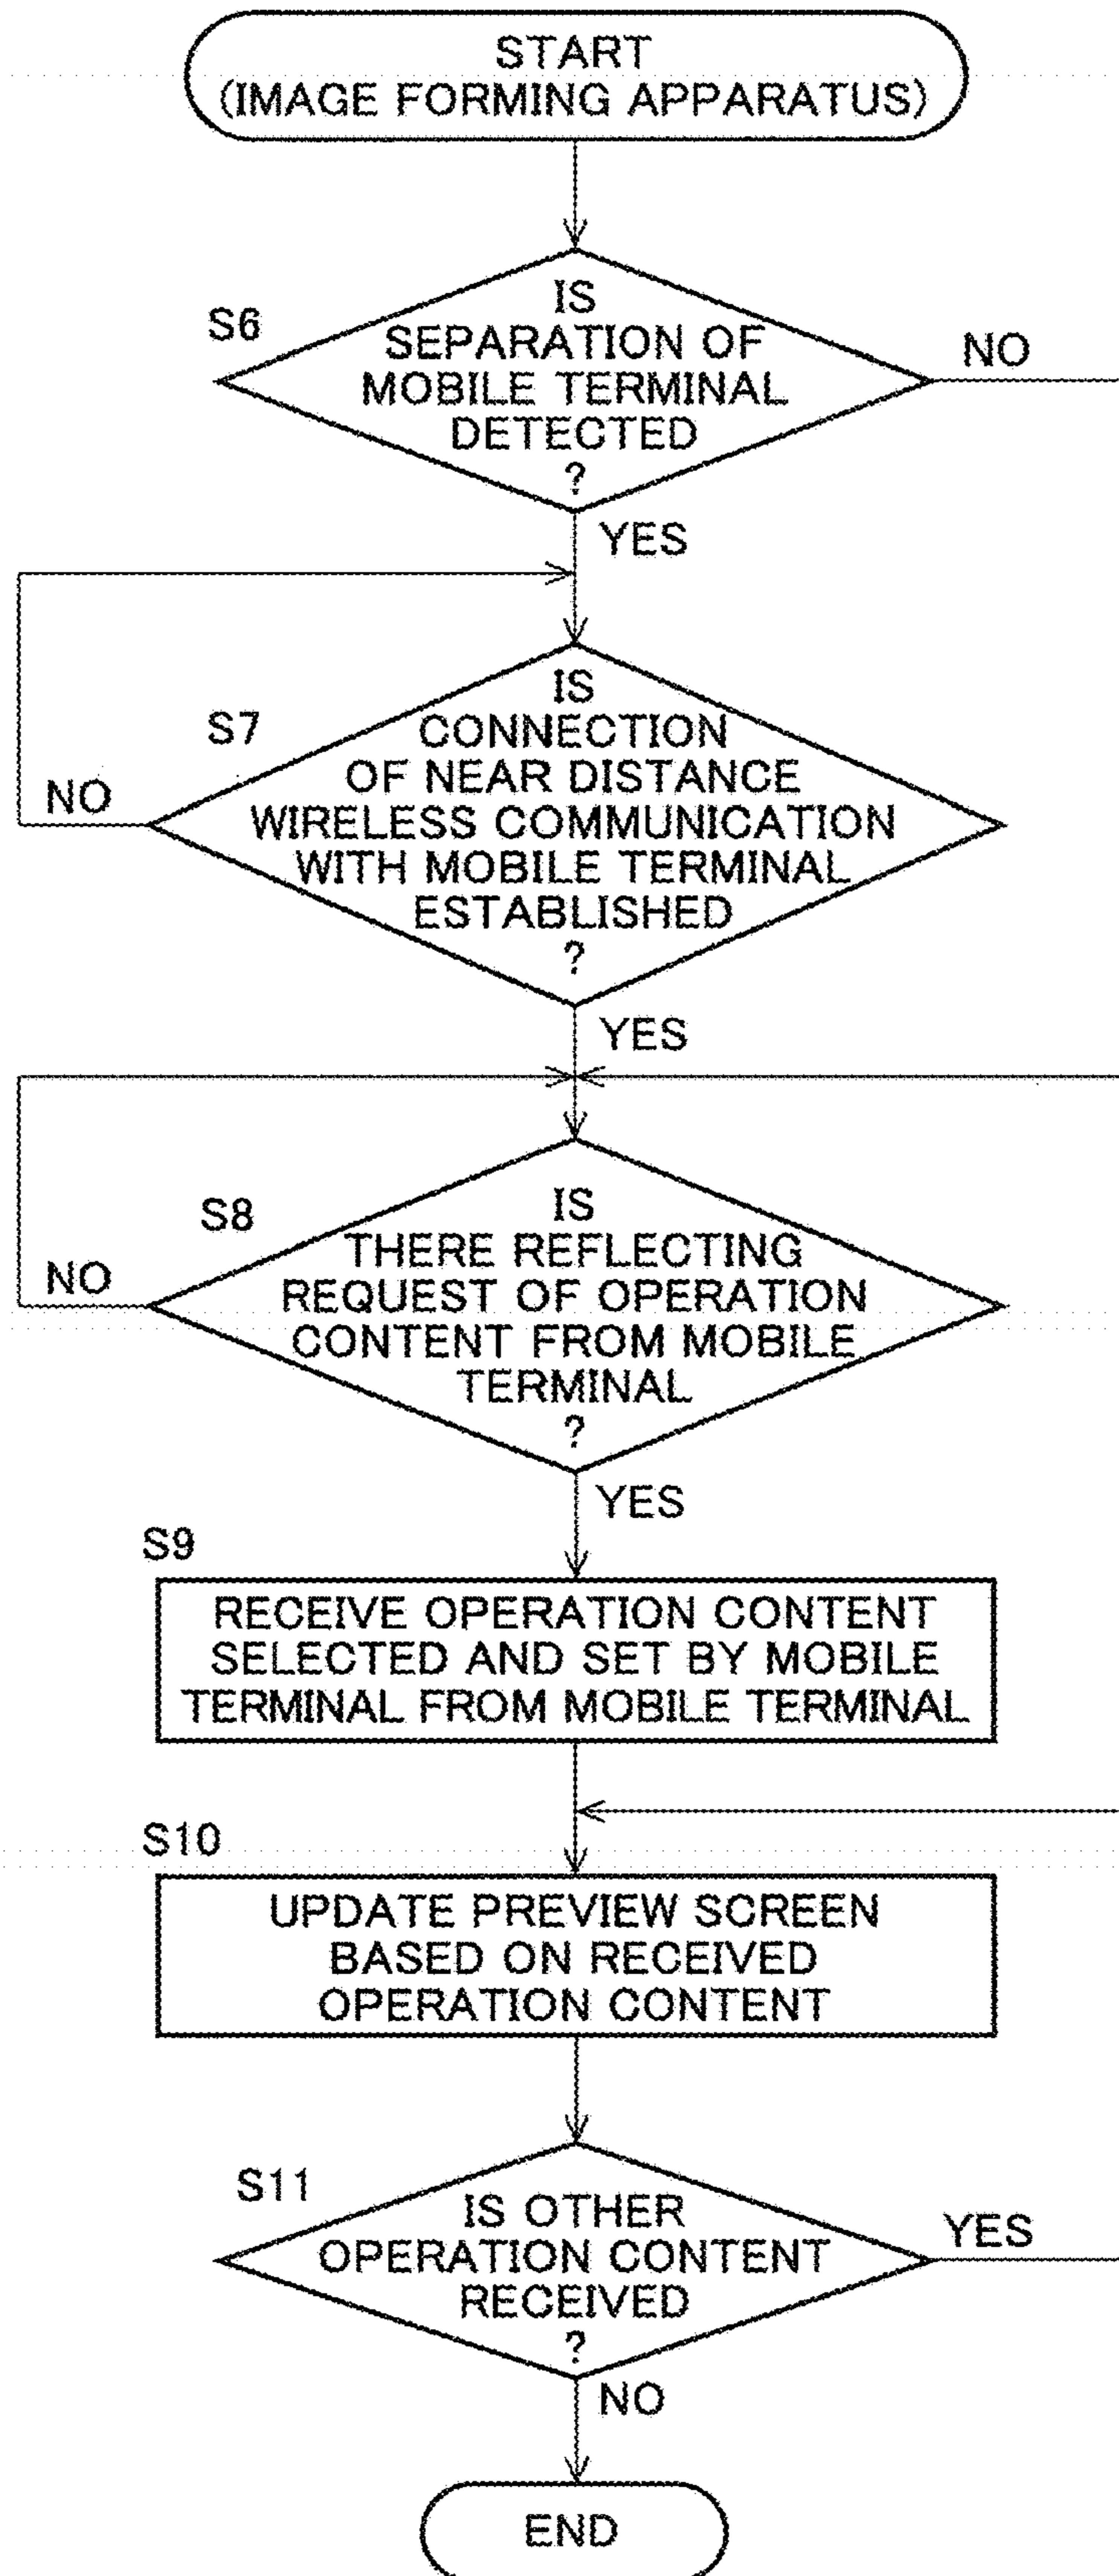 START
(IMAGE FORMING APPARATUS)
S6
IS
SEPARATION OF
MOBILE TERMINAL
DETECTED
?
NO
YES
S7
IS
CONNECTION
OF NEAR DISTANCE
WIRELESS COMMUNICATION
WITH MOBILE TERMINAL
ESTABLISHED
?
NO
YES
S8
IS
THERE REFLECTING
REQUEST OF OPERATION
CONTENT FROM MOBILE
TERMINAL
?
NO
YES
S9
RECEIVE OPERATION CONTENT
SELECTED AND SET BY MOBILE
TERMINAL FROM MOBILE TERMINAL
S10
UPDATE PREVIEW SCREEN
BASED ON RECEIVED
OPERATION CONTENT
S11
IS OTHER
OPERATION CONTENT
RECEIVED
?
YES
NO
END